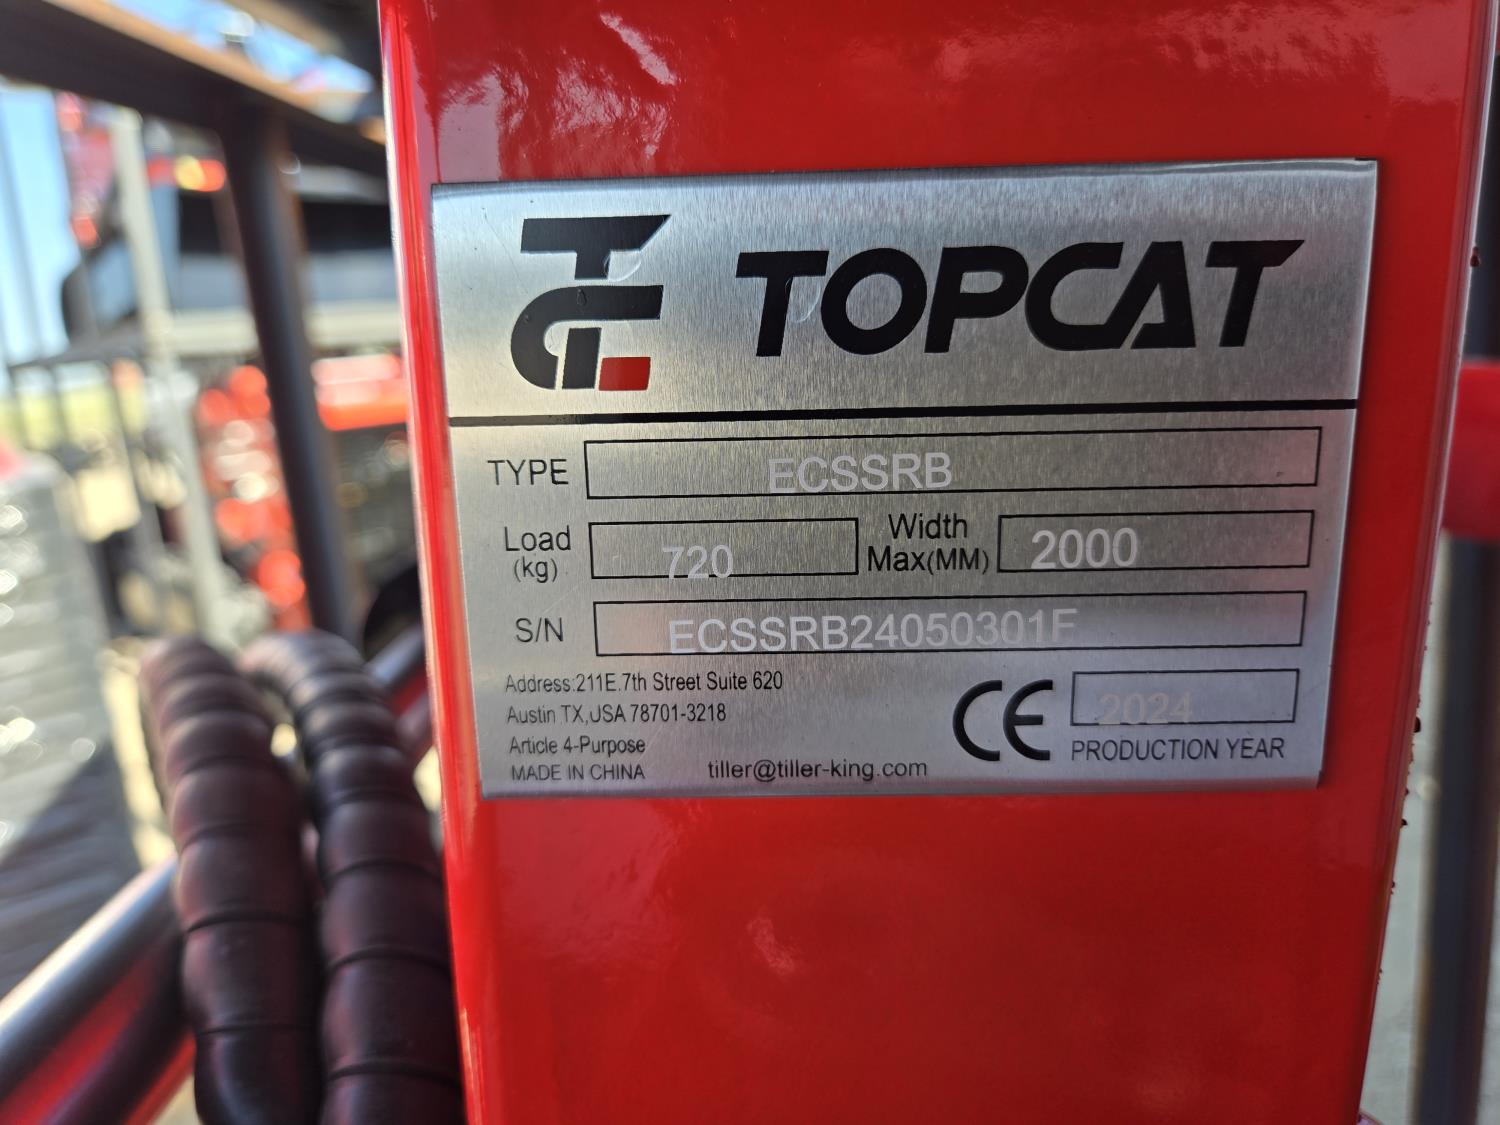 TC TOPCAT
TYPE ECSSRB
Load (kg) 720 Width Max(MM) 2000
S/N ECSSRB24050301F
Address:211E.7th Street Suite 620
Austin TX,USA 78701-3218
Article 4-Purpose
MADE IN CHINA tiller@tiller-king.com
CE 2024
PRODUCTION YEAR